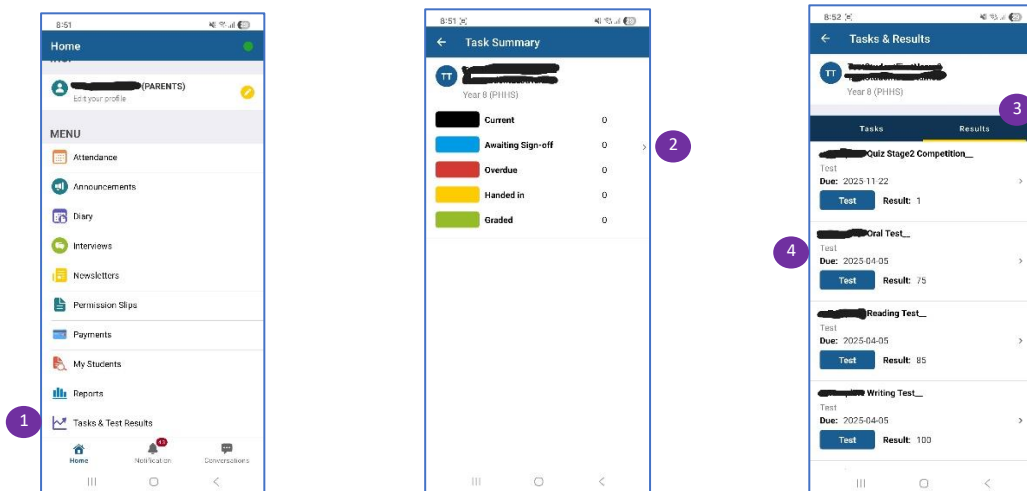 8:51
Home
(PARENTS)
Edit your profile
MENU
Attendance
Announcements
Diary
Interviews
Newsletters
Permission Slips
Payments
My Students
Reports
1
Tasks & Test Results
Home
Notification
Conversations
8:51
Task Summary
TT
Year 8 (PHHS)
Current 0
Awaiting Sign-off 0
2
Overdue 0
Handed in 0
Graded 0
8:52
Tasks & Results
TT
Year 8 (PHHS)
3
Tasks Results
Quiz Stage2 Competition__
Test
Due: 2025-11-22
Test Result: 1
Oral Test__
Test
4
Due: 2025-04-05
Test Result: 75
Reading Test__
Test
Due: 2025-04-05
Test Result: 85
Writing Test__
Test
Due: 2025-04-05
Test Result: 100